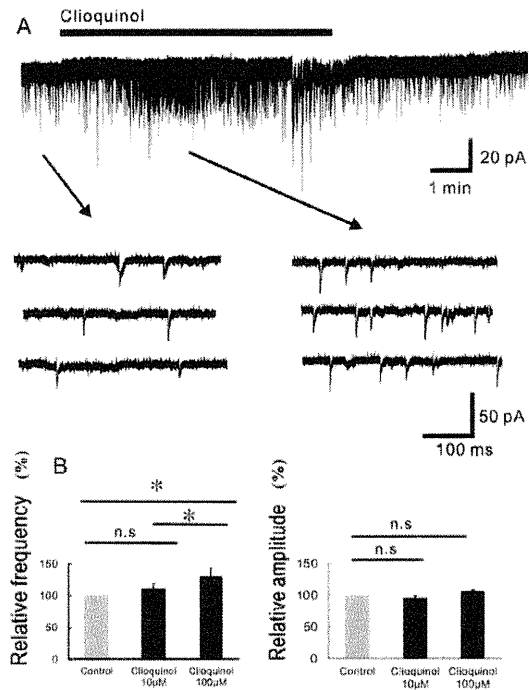 A
Clioquinol
20 pA
1 min
50 pA
100 ms
B
Relative frequency (%)
*
*
n.s
150
100
50
0
Control
Clioquinol
10μM
Clioquinol
100μM
Relative amplitude (%)
n.s
n.s
150
100
50
0
Control
Clioquinol
10μM
Clioquinol
100μM